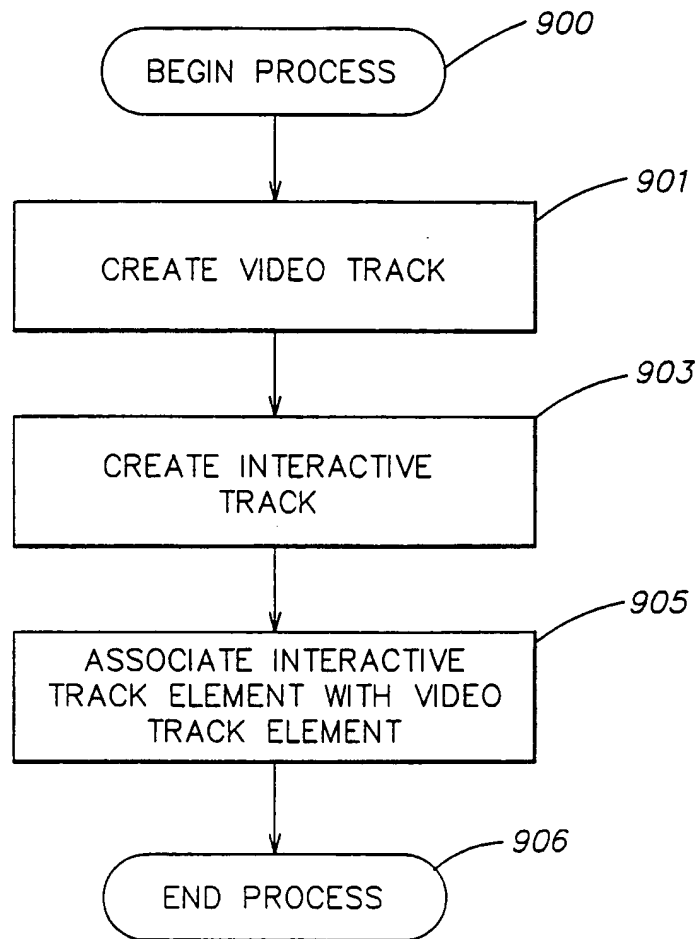 900
BEGIN PROCESS
901
CREATE VIDEO TRACK
903
CREATE INTERACTIVE
TRACK
905
ASSOCIATE INTERACTIVE
TRACK ELEMENT WITH VIDEO
TRACK ELEMENT
906
END PROCESS